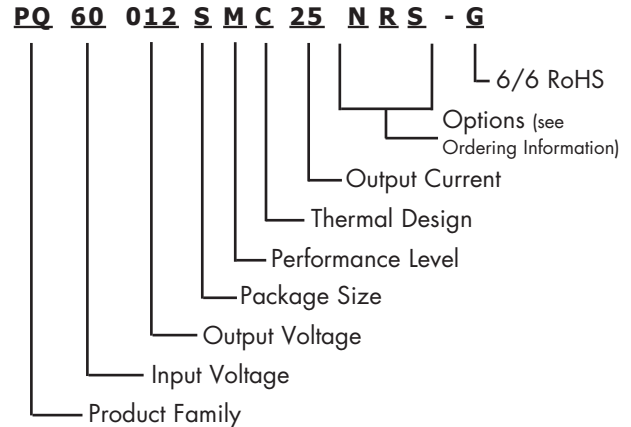 PQ 60 012 S M C 25 N R S - G
6/6 RoHS
Options (see
Ordering Information)
Output Current
Thermal Design
Performance Level
Package Size
Output Voltage
Input Voltage
Product Family